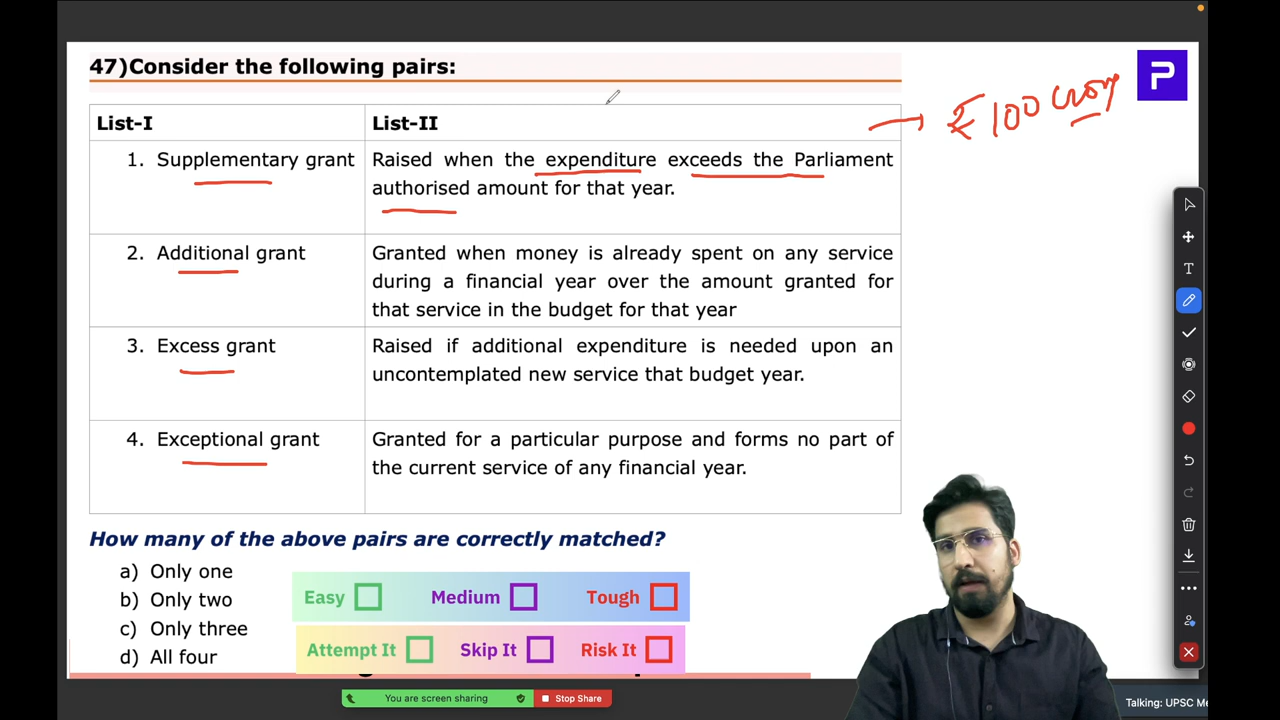 47)Consider the following pairs:
→ ₹100 crore
List-I
List-II
1. Supplementary grant
Raised when the expenditure exceeds the Parliament
authorised amount for that year.
2. Additional grant
Granted when money is already spent on any service
during a financial year over the amount granted for
that service in the budget for that year
3. Excess grant
Raised if additional expenditure is needed upon an
uncontemplated new service that budget year.
4. Exceptional grant
Granted for a particular purpose and forms no part of
the current service of any financial year.
How many of the above pairs are correctly matched?
a) Only one
b) Only two
c) Only three
d) All four
Easy Medium Tough
Attempt It Skip It Risk It
You are screen sharing Stop Share
Talking: UPSC Me